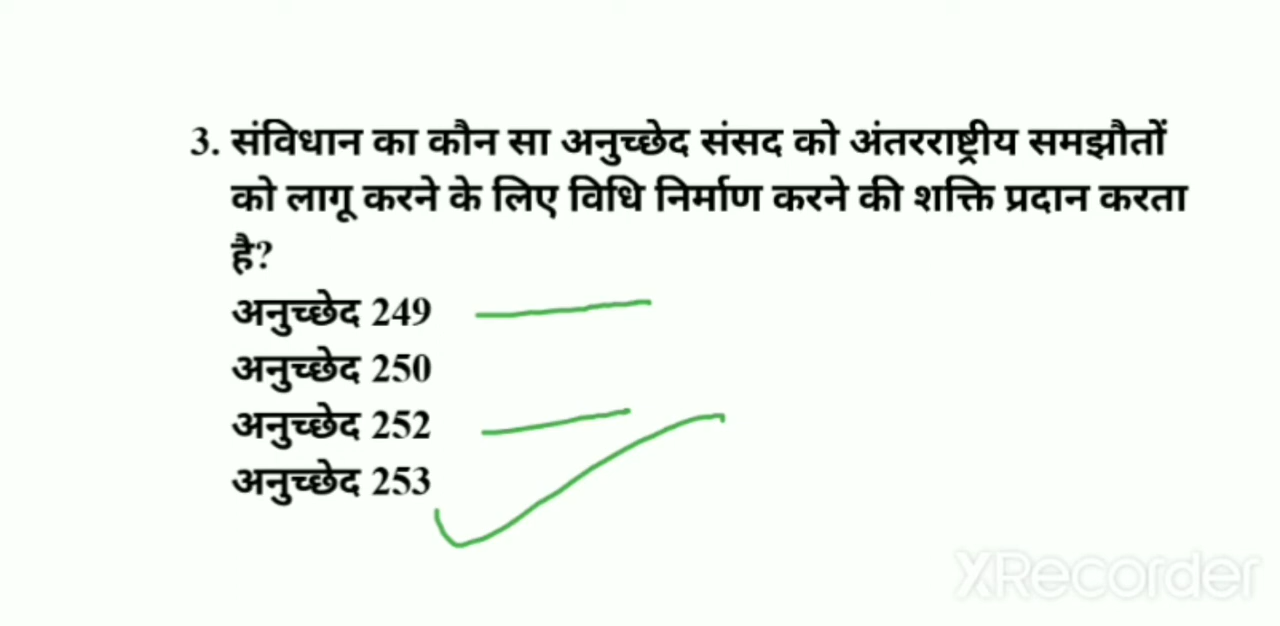 3. संविधान का कौन सा अनुच्छेद संसद को अंतरराष्ट्रीय समझौतों
को लागू करने के लिए विधि निर्माण करने की शक्ति प्रदान करता
है?
अनुच्छेद 249
अनुच्छेद 250
अनुच्छेद 252
अनुच्छेद 253
XRecorder